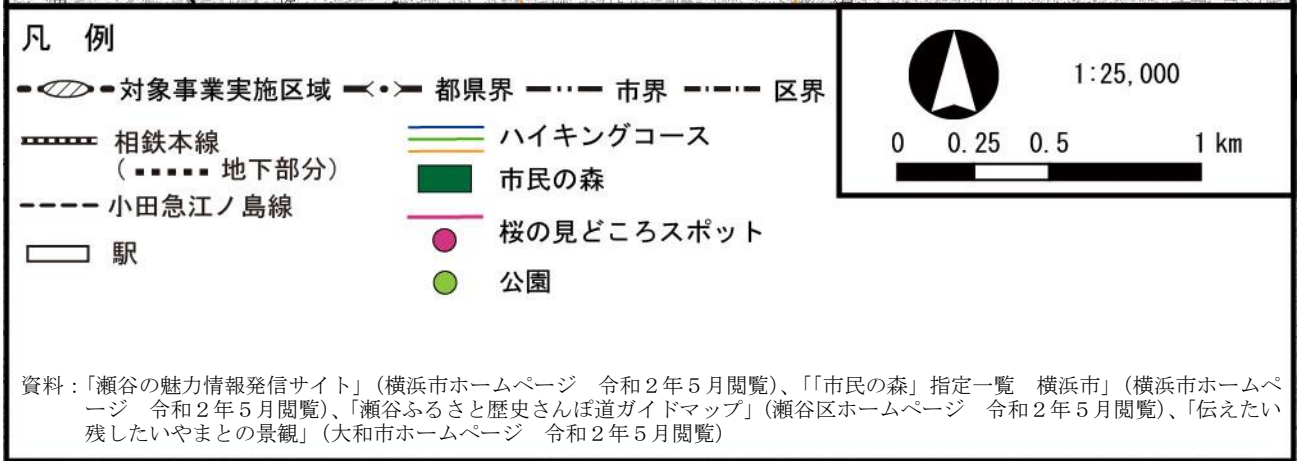 凡 例
対象事業実施区域 都県界 市界 区界
相鉄本線
( 地下部分)
小田急江ノ島線
駅
ハイキングコース
市民の森
桜の見どころスポット
公園
1:25,000
0 0.25 0.5 1 km
資料:「瀬谷の魅力情報発信サイト」(横浜市ホームページ 令和2年5月閲覧)、「「市民の森」指定一覧 横浜市」(横浜市ホームペ
ージ 令和2年5月閲覧)、「瀬谷ふるさと歴史さんぽ道ガイドマップ」(瀬谷区ホームページ 令和2年5月閲覧)、「伝えたい
残したいやまとの景観」(大和市ホームページ 令和2年5月閲覧)